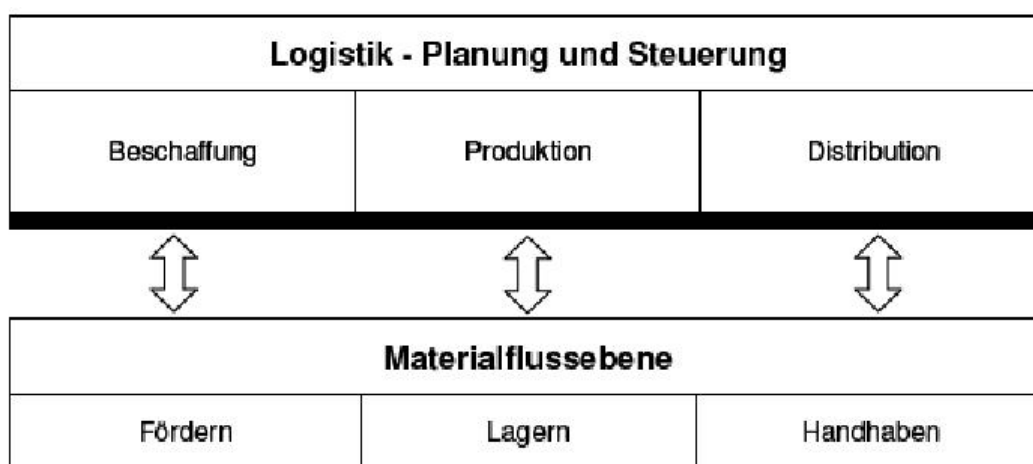 Logistik - Planung und Steuerung
Beschaffung Produktion Distribution
Materialflussebene
Fördern Lagern Handhaben